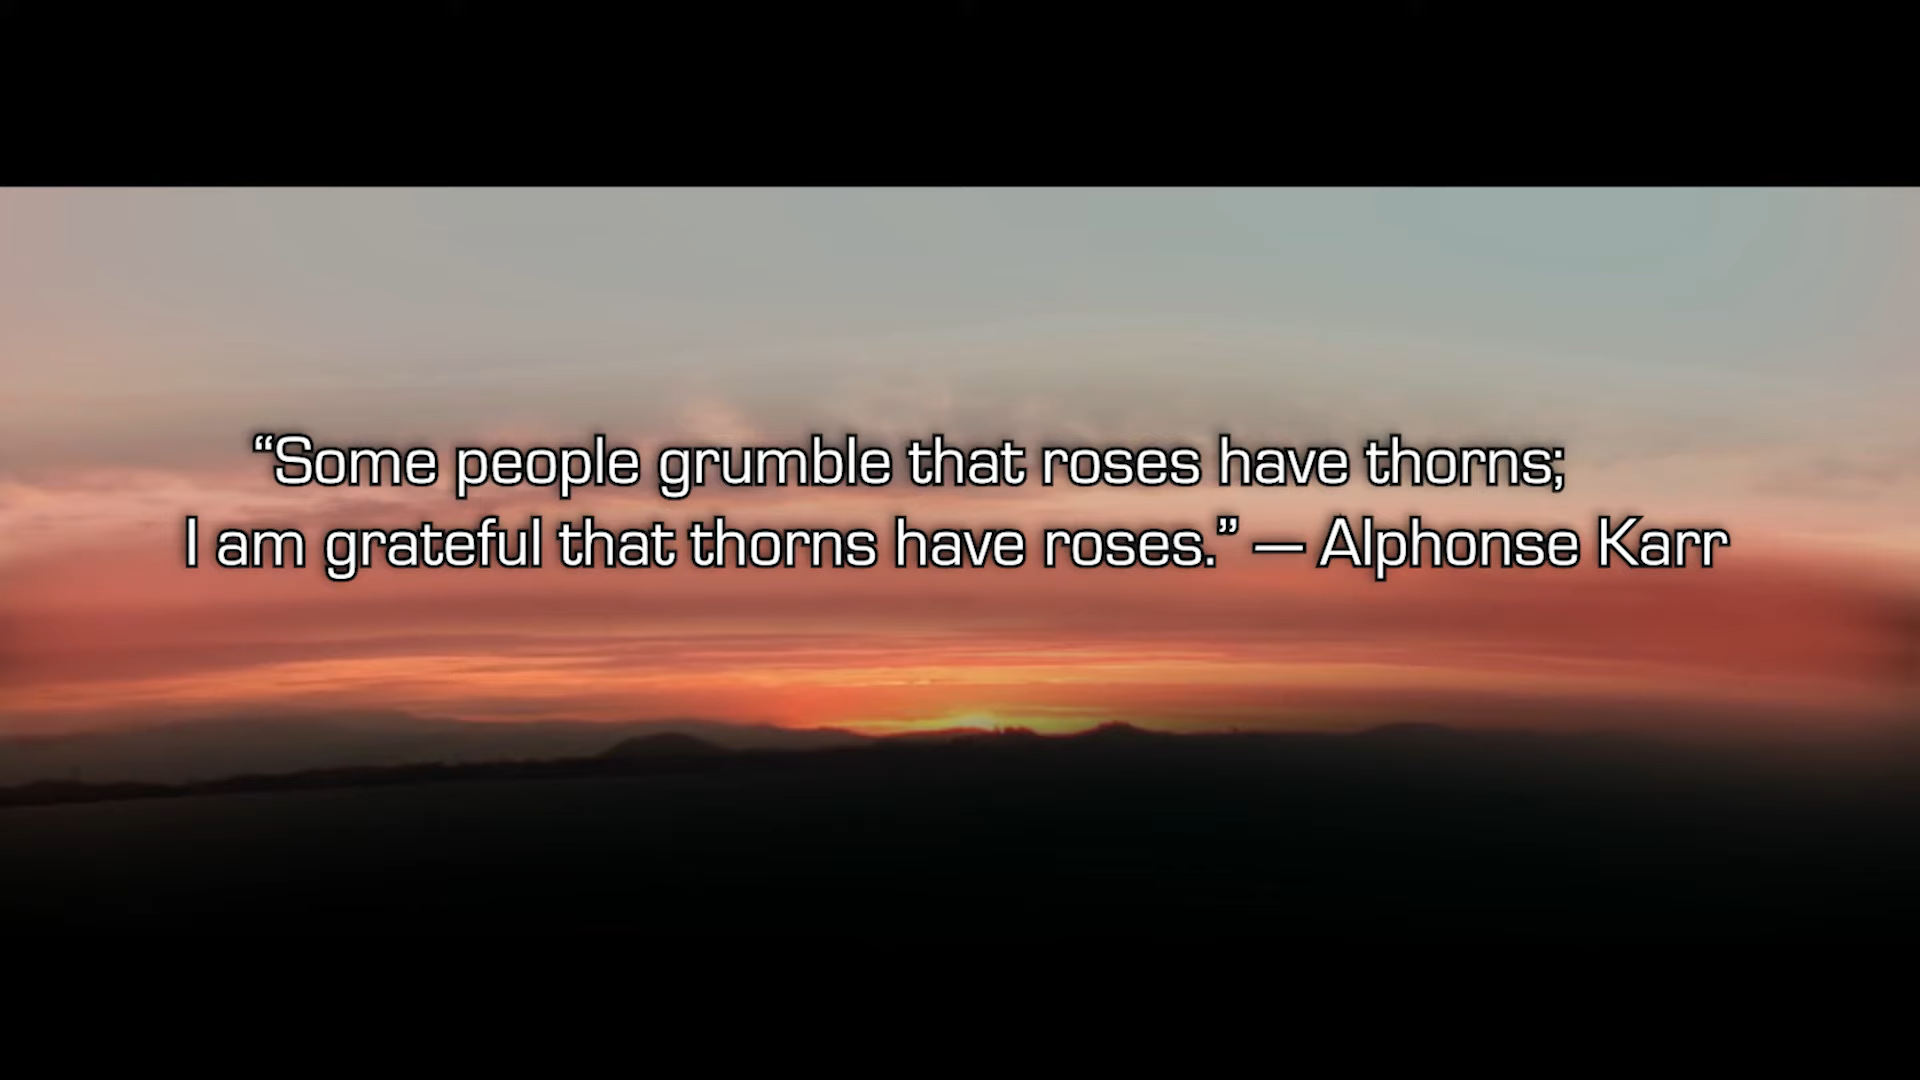 “Some people grumble that roses have thorns;
I am grateful that thorns have roses.” — Alphonse Karr